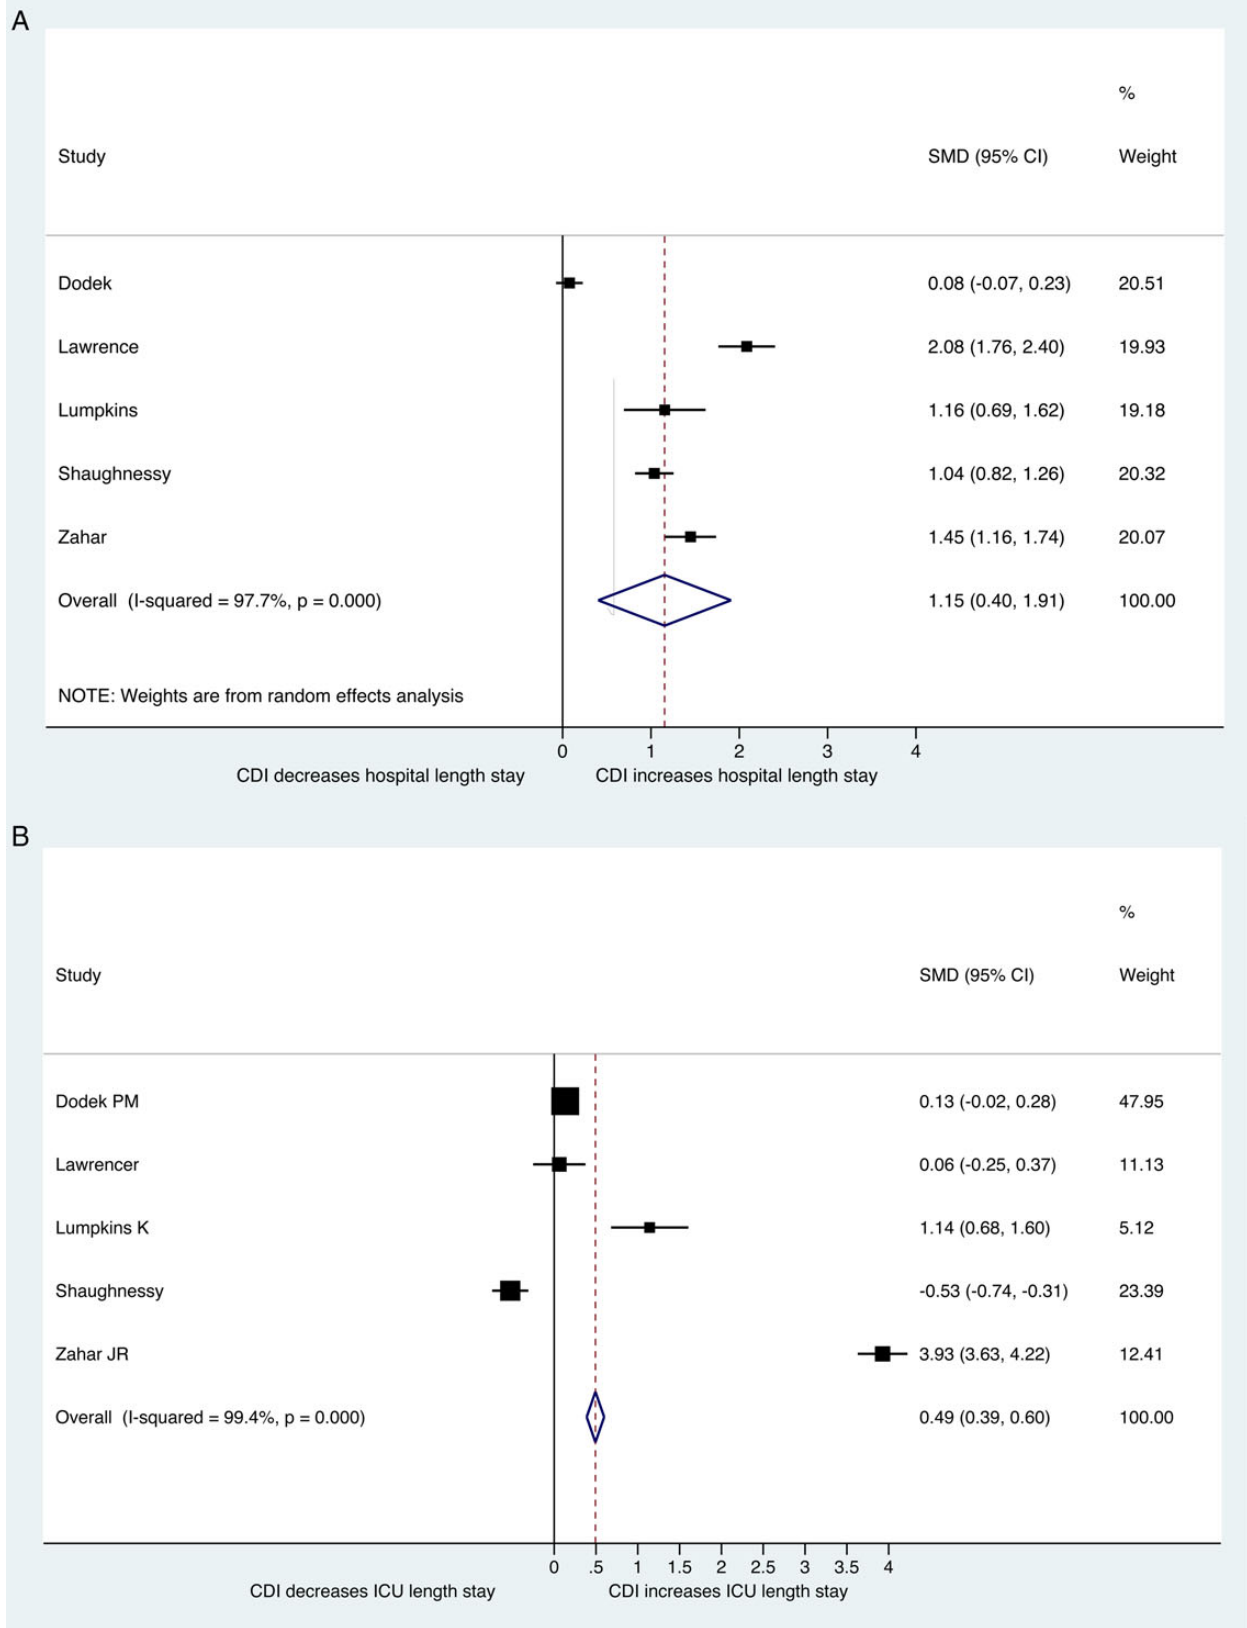 A
%
Study SMD (95% CI) Weight
Dodek 0.08 (-0.07, 0.23) 20.51
Lawrence 2.08 (1.76, 2.40) 19.93
Lumpkins 1.16 (0.69, 1.62) 19.18
Shaughnessy 1.04 (0.82, 1.26) 20.32
Zahar 1.45 (1.16, 1.74) 20.07
Overall (I-squared = 97.7%, p = 0.000) 1.15 (0.40, 1.91) 100.00
NOTE: Weights are from random effects analysis
0 1 2 3 4
CDI decreases hospital length stay CDI increases hospital length stay
B
%
Study SMD (95% CI) Weight
Dodek PM 0.13 (-0.02, 0.28) 47.95
Lawrencer 0.06 (-0.25, 0.37) 11.13
Lumpkins K 1.14 (0.68, 1.60) 5.12
Shaughnessy -0.53 (-0.74, -0.31) 23.39
Zahar JR 3.93 (3.63, 4.22) 12.41
Overall (I-squared = 99.4%, p = 0.000) 0.49 (0.39, 0.60) 100.00
0 .5 1 1.5 2 2.5 3 3.5 4
CDI decreases ICU length stay CDI increases ICU length stay